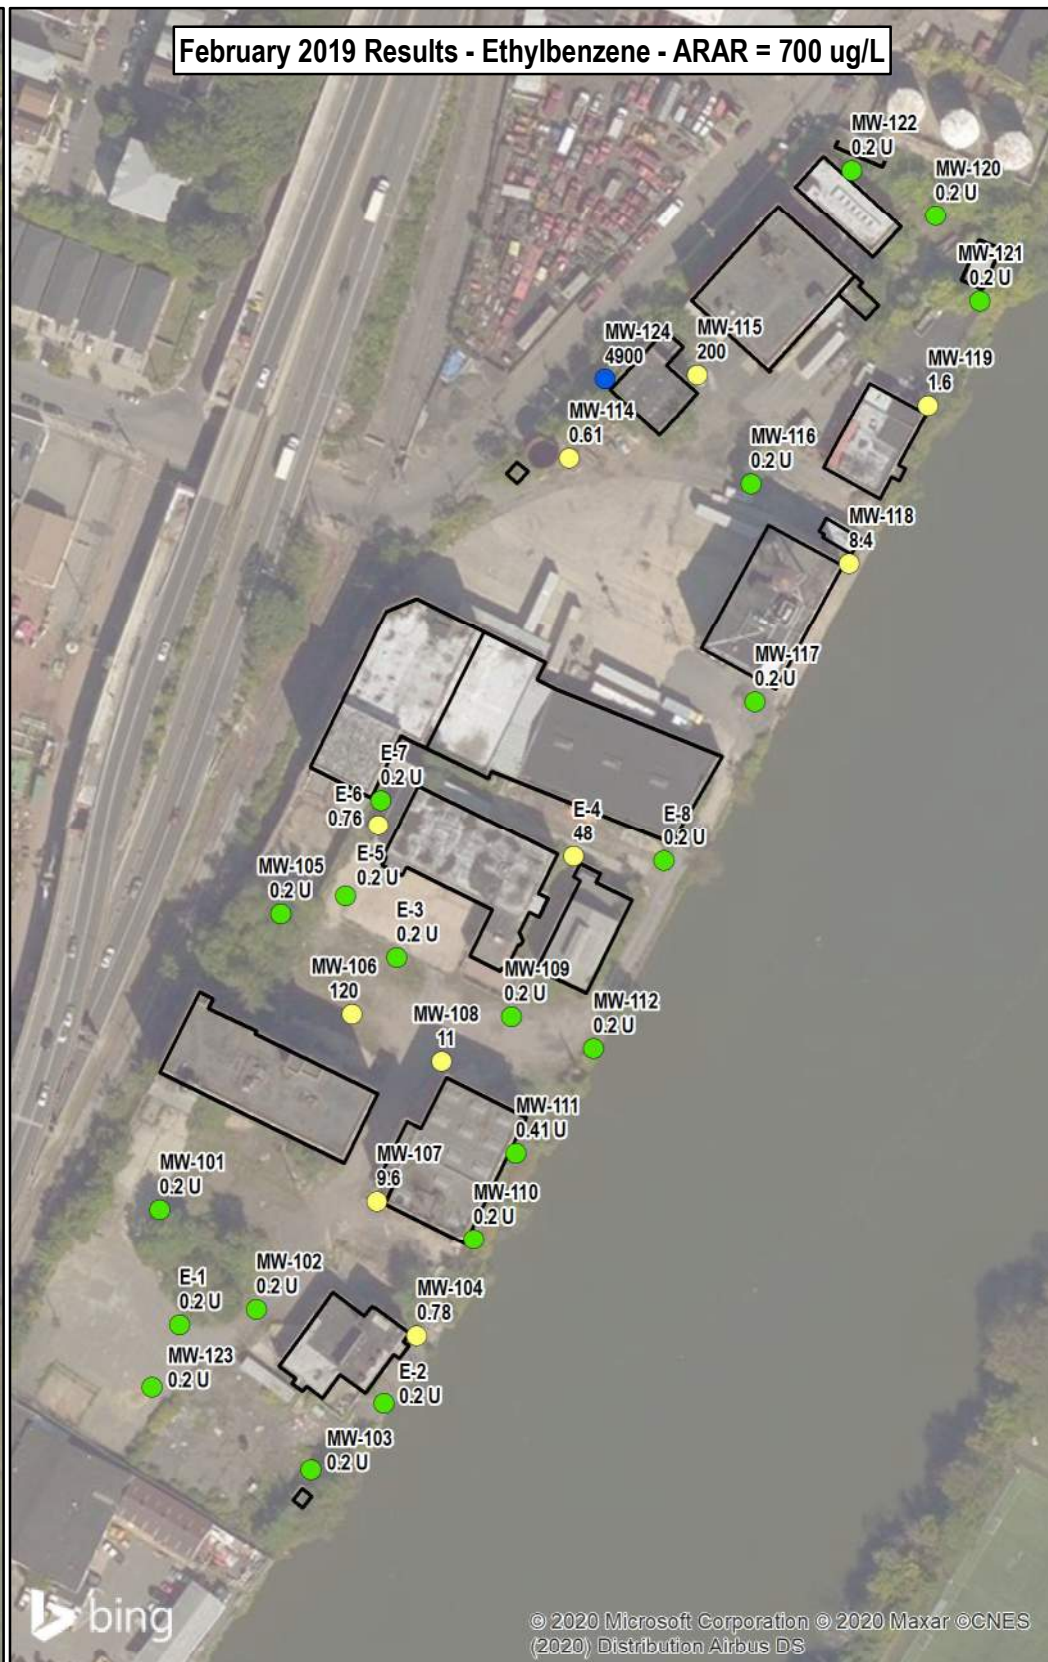 February 2019 Results - Ethylbenzene - ARAR = 700 ug/L
MW-122
0.2 U
MW-120
0.2 U
MW-121
0.2 U
MW-124
4900
MW-115
200
MW-119
1.6
MW-114
0.61
MW-116
0.2 U
MW-118
8.4
MW-117
0.2 U
E-7
0.2 U
E-6
0.76
E-4
48
E-8
0.2 U
E-5
0.2 U
MW-105
0.2 U
E-3
0.2 U
MW-106
120
MW-109
0.2 U
MW-108
11
MW-112
0.2 U
MW-111
0.41 U
MW-107
9.6
MW-101
0.2 U
MW-110
0.2 U
MW-102
0.2 U
E-1
0.2 U
MW-104
0.78
MW-123
0.2 U
E-2
0.2 U
MW-103
0.2 U
bing
© 2020 Microsoft Corporation © 2020 Maxar ©CNES
(2020) Distribution Airbus DS